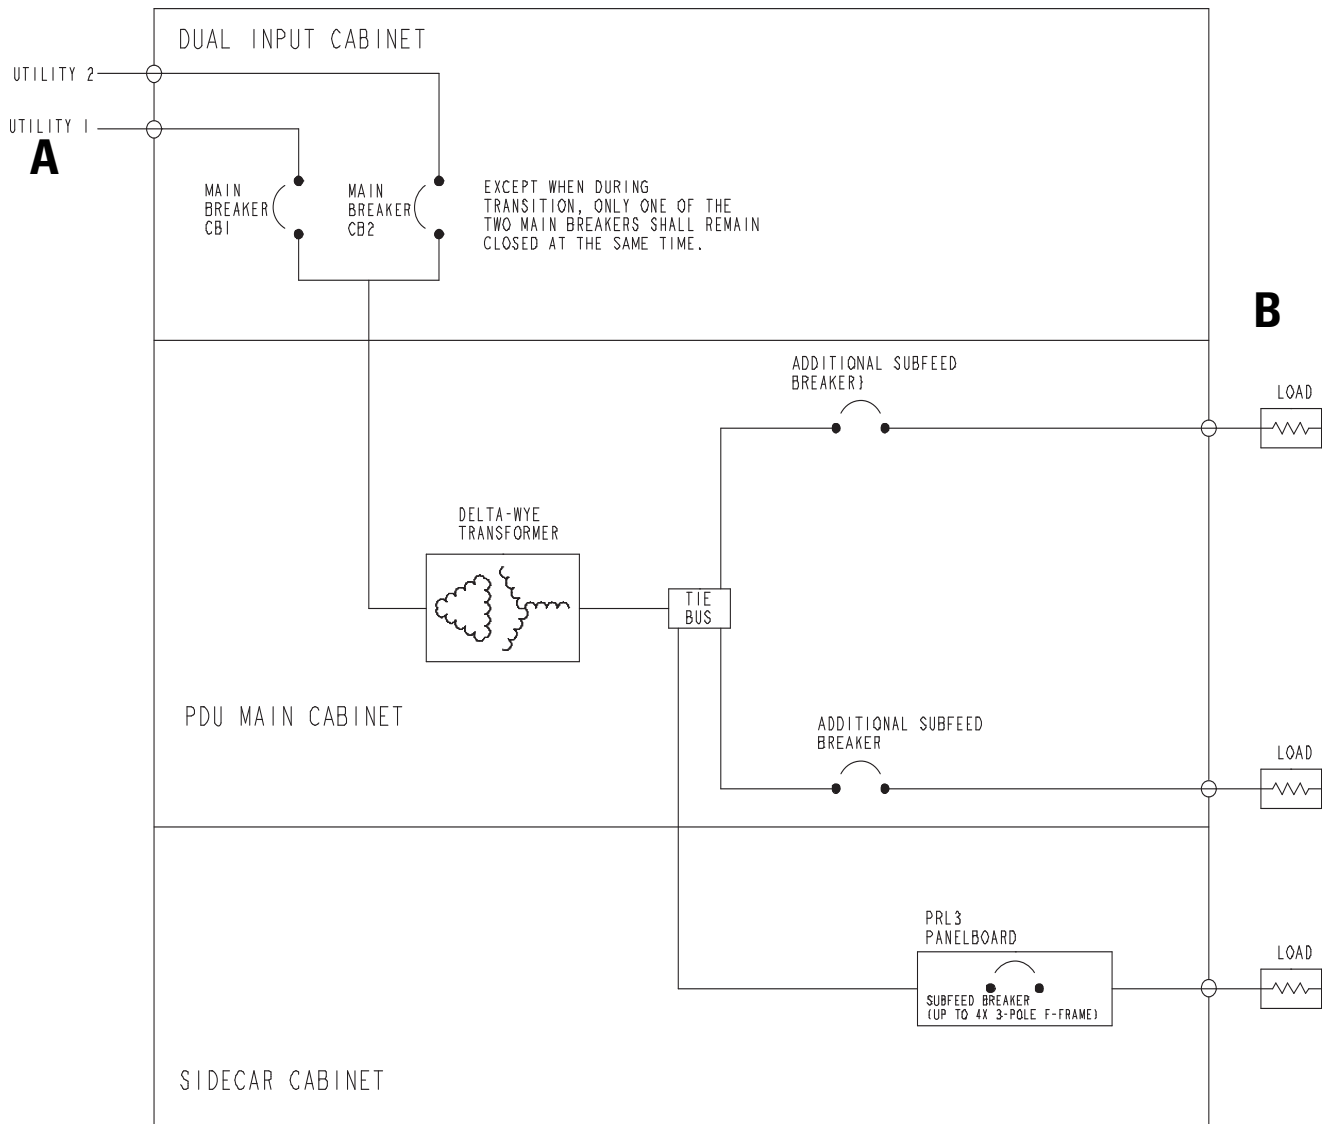 DUAL INPUT CABINET
UTILITY 2
UTILITY 1
A
MAIN
BREAKER
CB1
MAIN
BREAKER
CB2
EXCEPT WHEN DURING
TRANSITION, ONLY ONE OF THE
TWO MAIN BREAKERS SHALL REMAIN
CLOSED AT THE SAME TIME.
B
ADDITIONAL SUBFEED
BREAKER}
LOAD
DELTA-WYE
TRANSFORMER
TIE
BUS
PDU MAIN CABINET
ADDITIONAL SUBFEED
BREAKER
LOAD
PRL3
PANELBOARD
SUBFEED BREAKER
(UP TO 4X 3-POLE F-FRAME)
LOAD
SIDECAR CABINET